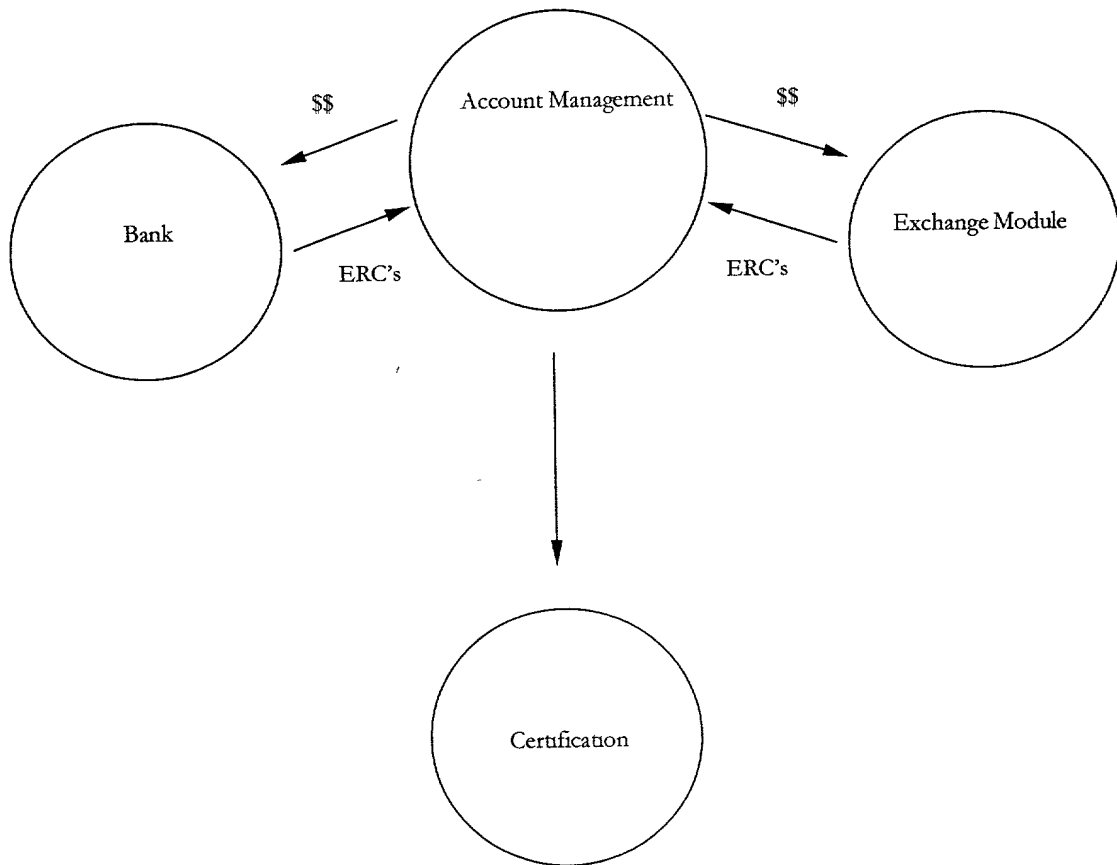 $$
Account Management
$$
Bank
Exchange Module
ERC's
ERC's
Certification